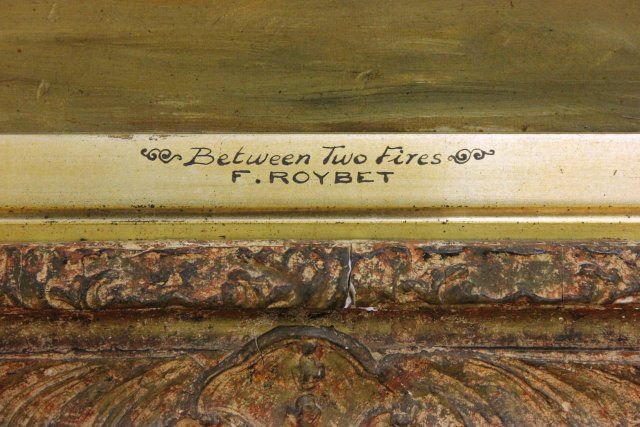 Between Two Fires
F. ROYBET